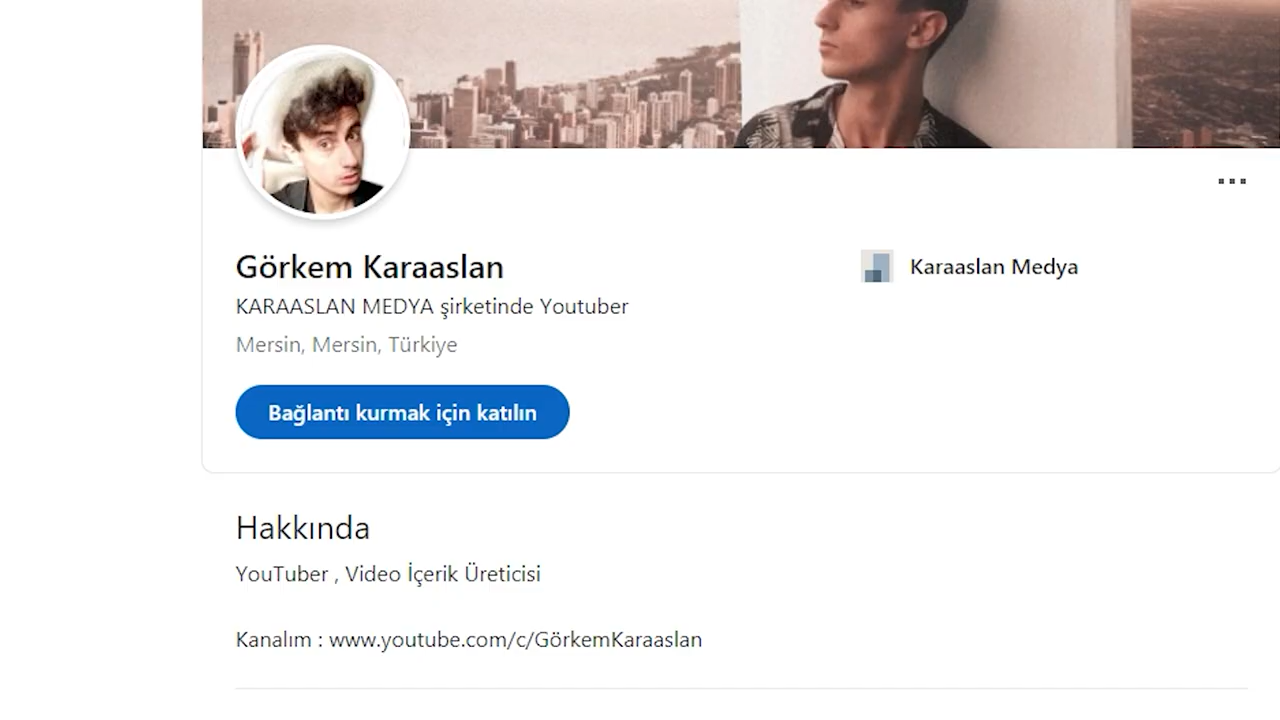 Görkem Karaaslan
KARAASLAN MEDYA şirketinde Youtuber
Mersin, Mersin, Türkiye
Bağlantı kurmak için katılın
Karaaslan Medya
Hakkında
YouTuber , Video İçerik Üreticisi
Kanalım : www.youtube.com/c/GörkemKaraaslan